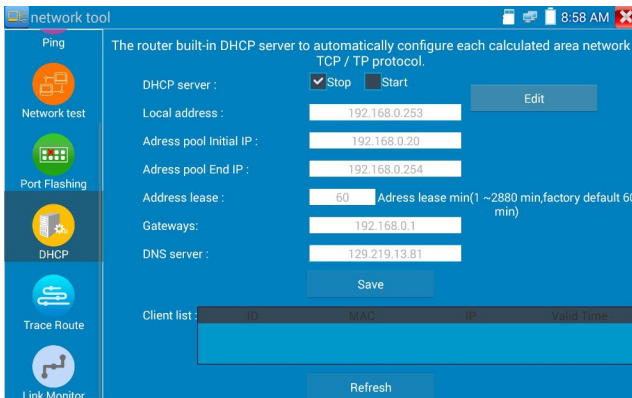 network tool
8:58 AM
Ping
Network test
Port Flashing
DHCP
Trace Route
Link Monitor
The router built-in DHCP server to automatically configure each calculated area network
TCP / TP protocol.
DHCP server :
Stop
Start
Edit
Local address :
192.168.0.253
Adress pool Initial IP :
192.168.0.20
Adress pool End IP :
192.168.0.254
Address lease :
60
Adress lease min(1 ~2880 min,factory default 60
min)
Gateways:
192.168.0.1
DNS server :
129.219.13.81
Save
Client list :
ID
MAC
IP
Valid Time
Refresh